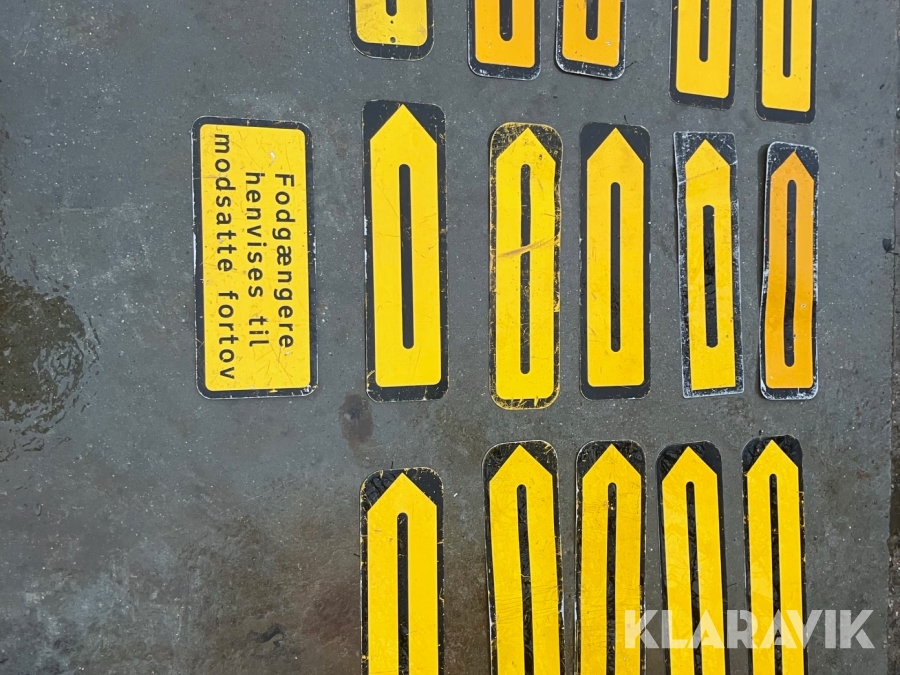 Fodgængere
henvises til
modsatte fortov
KLARAVIK